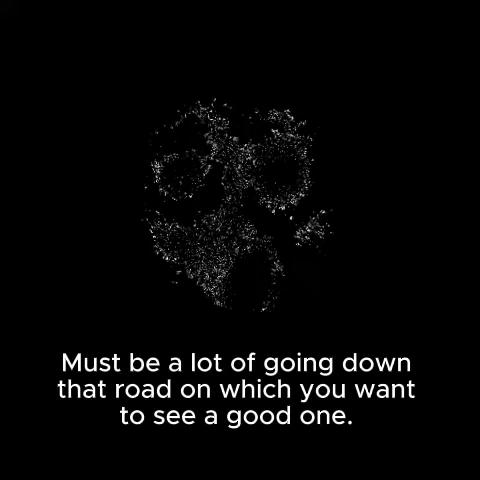 Must be a lot of going down
that road on which you want
to see a good one.